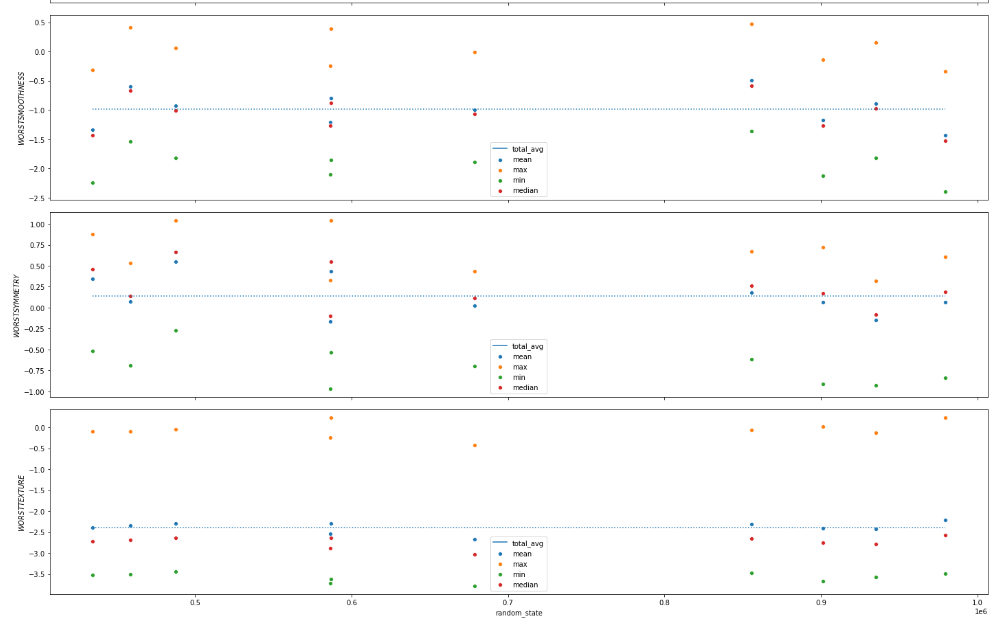 0.5
0.0
−0.5
−1.0
−1.5
−2.0
−2.5
WORSTSMOOTHNESS
total_avg
mean
max
min
median
1.00
0.75
0.50
0.25
0.00
−0.25
−0.50
−0.75
−1.00
WORSTSYMMETRY
total_avg
mean
max
min
median
0.0
−0.5
−1.0
−1.5
−2.0
−2.5
−3.0
−3.5
WORSTTEXTURE
total_avg
mean
max
min
median
0.5 0.6 0.7 0.8 0.9 1.0
random_state
1e6